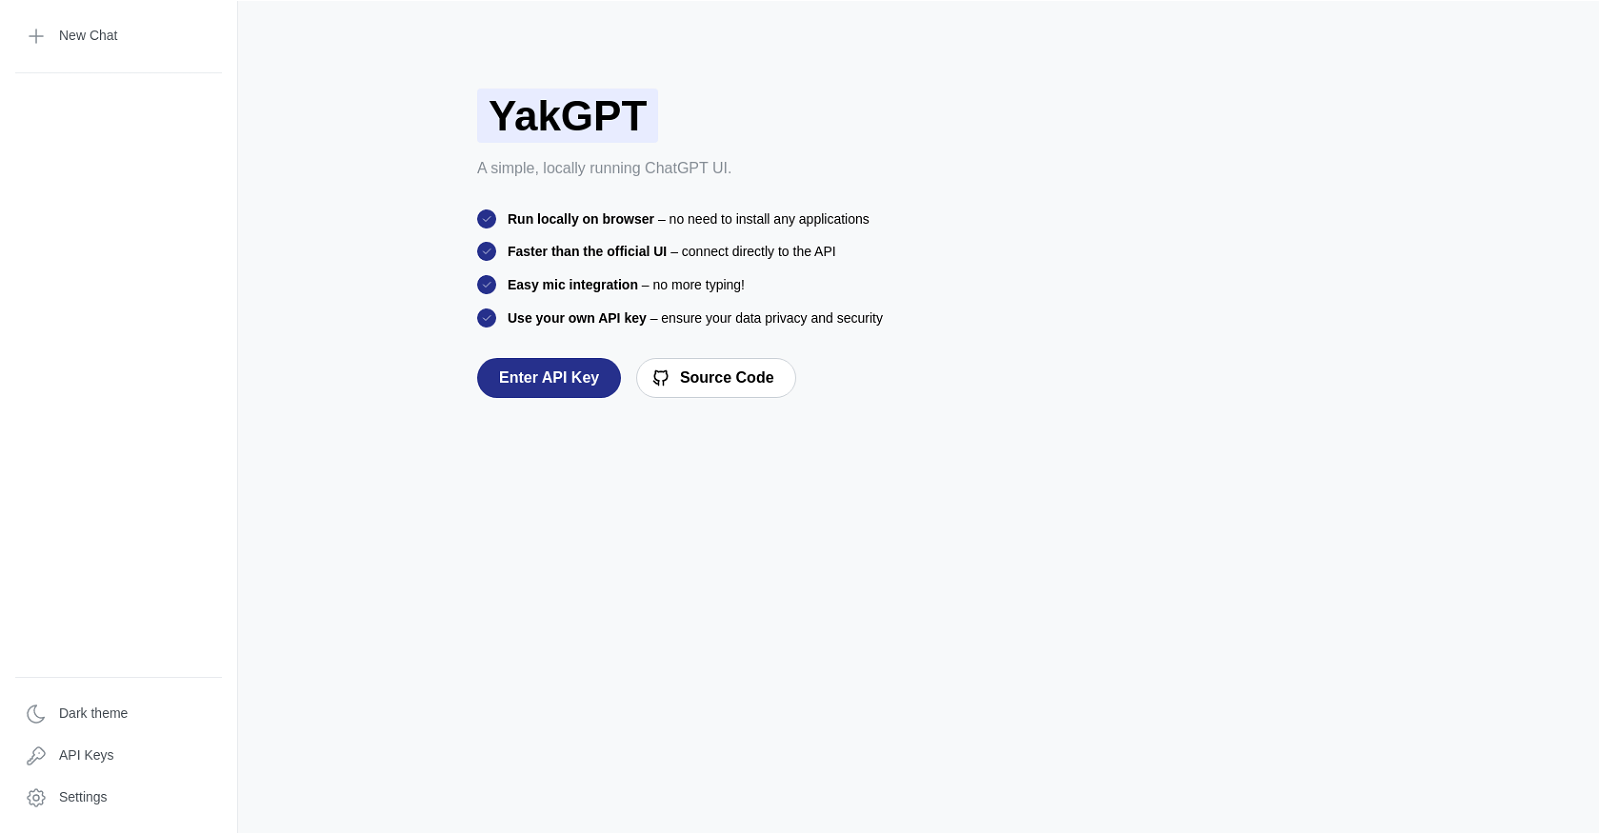 New Chat
YakGPT
A simple, locally running ChatGPT UI.
Run locally on browser – no need to install any applications
Faster than the official UI – connect directly to the API
Easy mic integration – no more typing!
Use your own API key – ensure your data privacy and security
Enter API Key
Source Code
Dark theme
API Keys
Settings